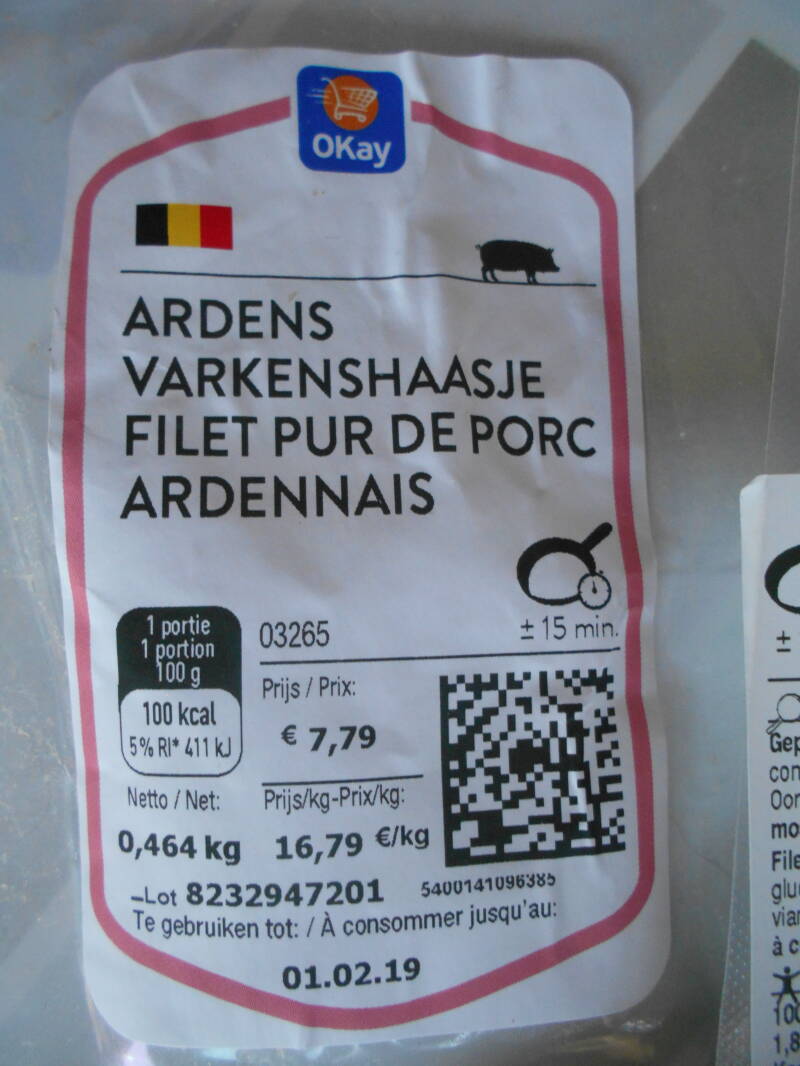 OKay
ARDENS
VARKENSHAASJE
FILET PUR DE PORC
ARDENNAIS
1 portie
1 portion
100 g
100 kcal
5% RI* 411 kJ
03265
± 15 min.
Prijs / Prix:
€ 7,79
Netto / Net:
0,464 kg
Prijs/kg-Prix/kg:
16,79 €/kg
Lot 8232947201
5400141096385
Te gebruiken tot: / À consommer jusqu'au:
01.02.19
±
à
1,8